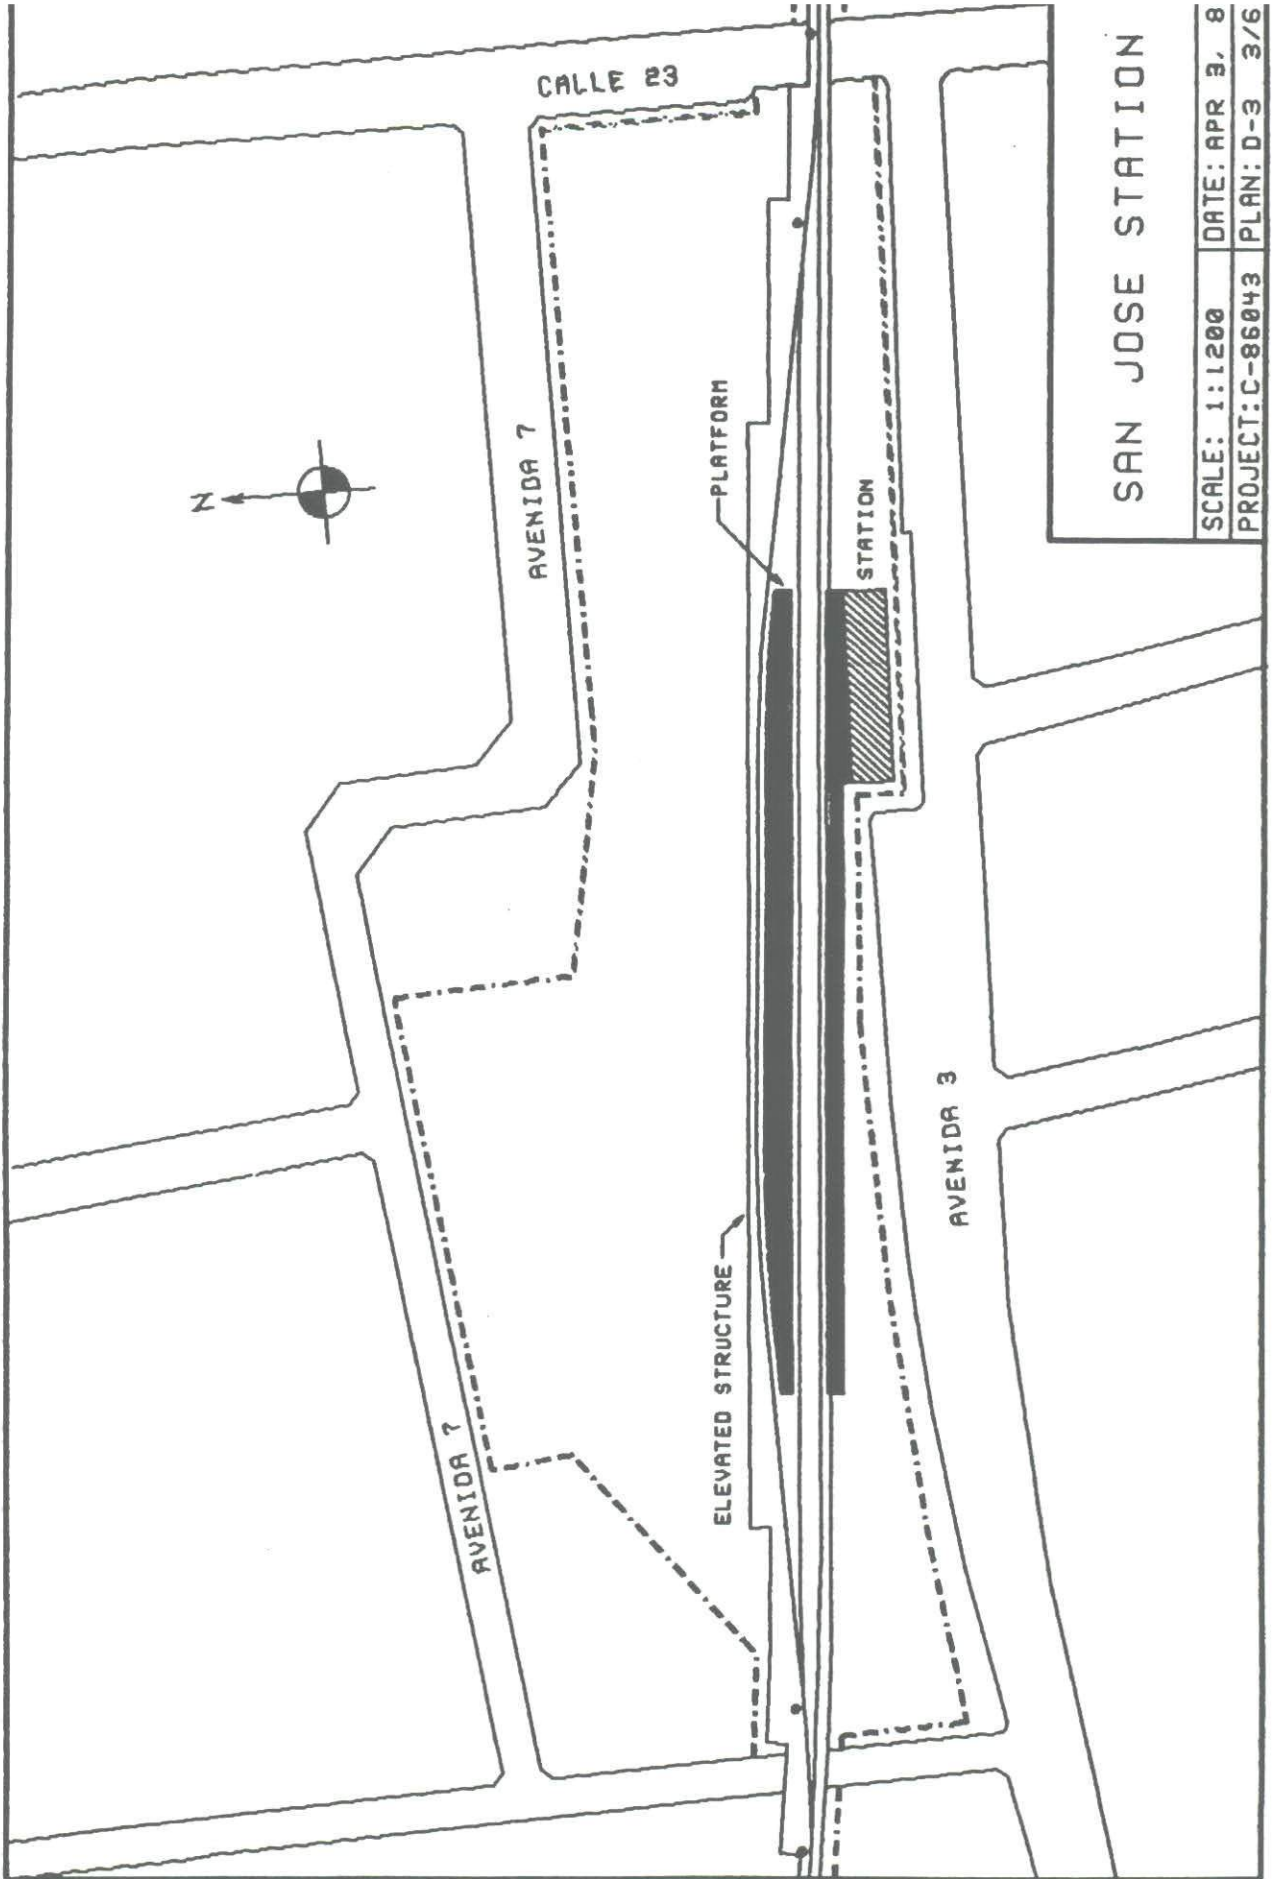 CALLE 23
N
AVENIDA 7
PLATFORM
STATION
AVENIDA 7
ELEVATED STRUCTURE
AVENIDA 3
SAN JOSE STATION
SCALE: 1:1200 DATE: APR 3, 8
PROJECT: C-86043 PLAN: D-3 3/6